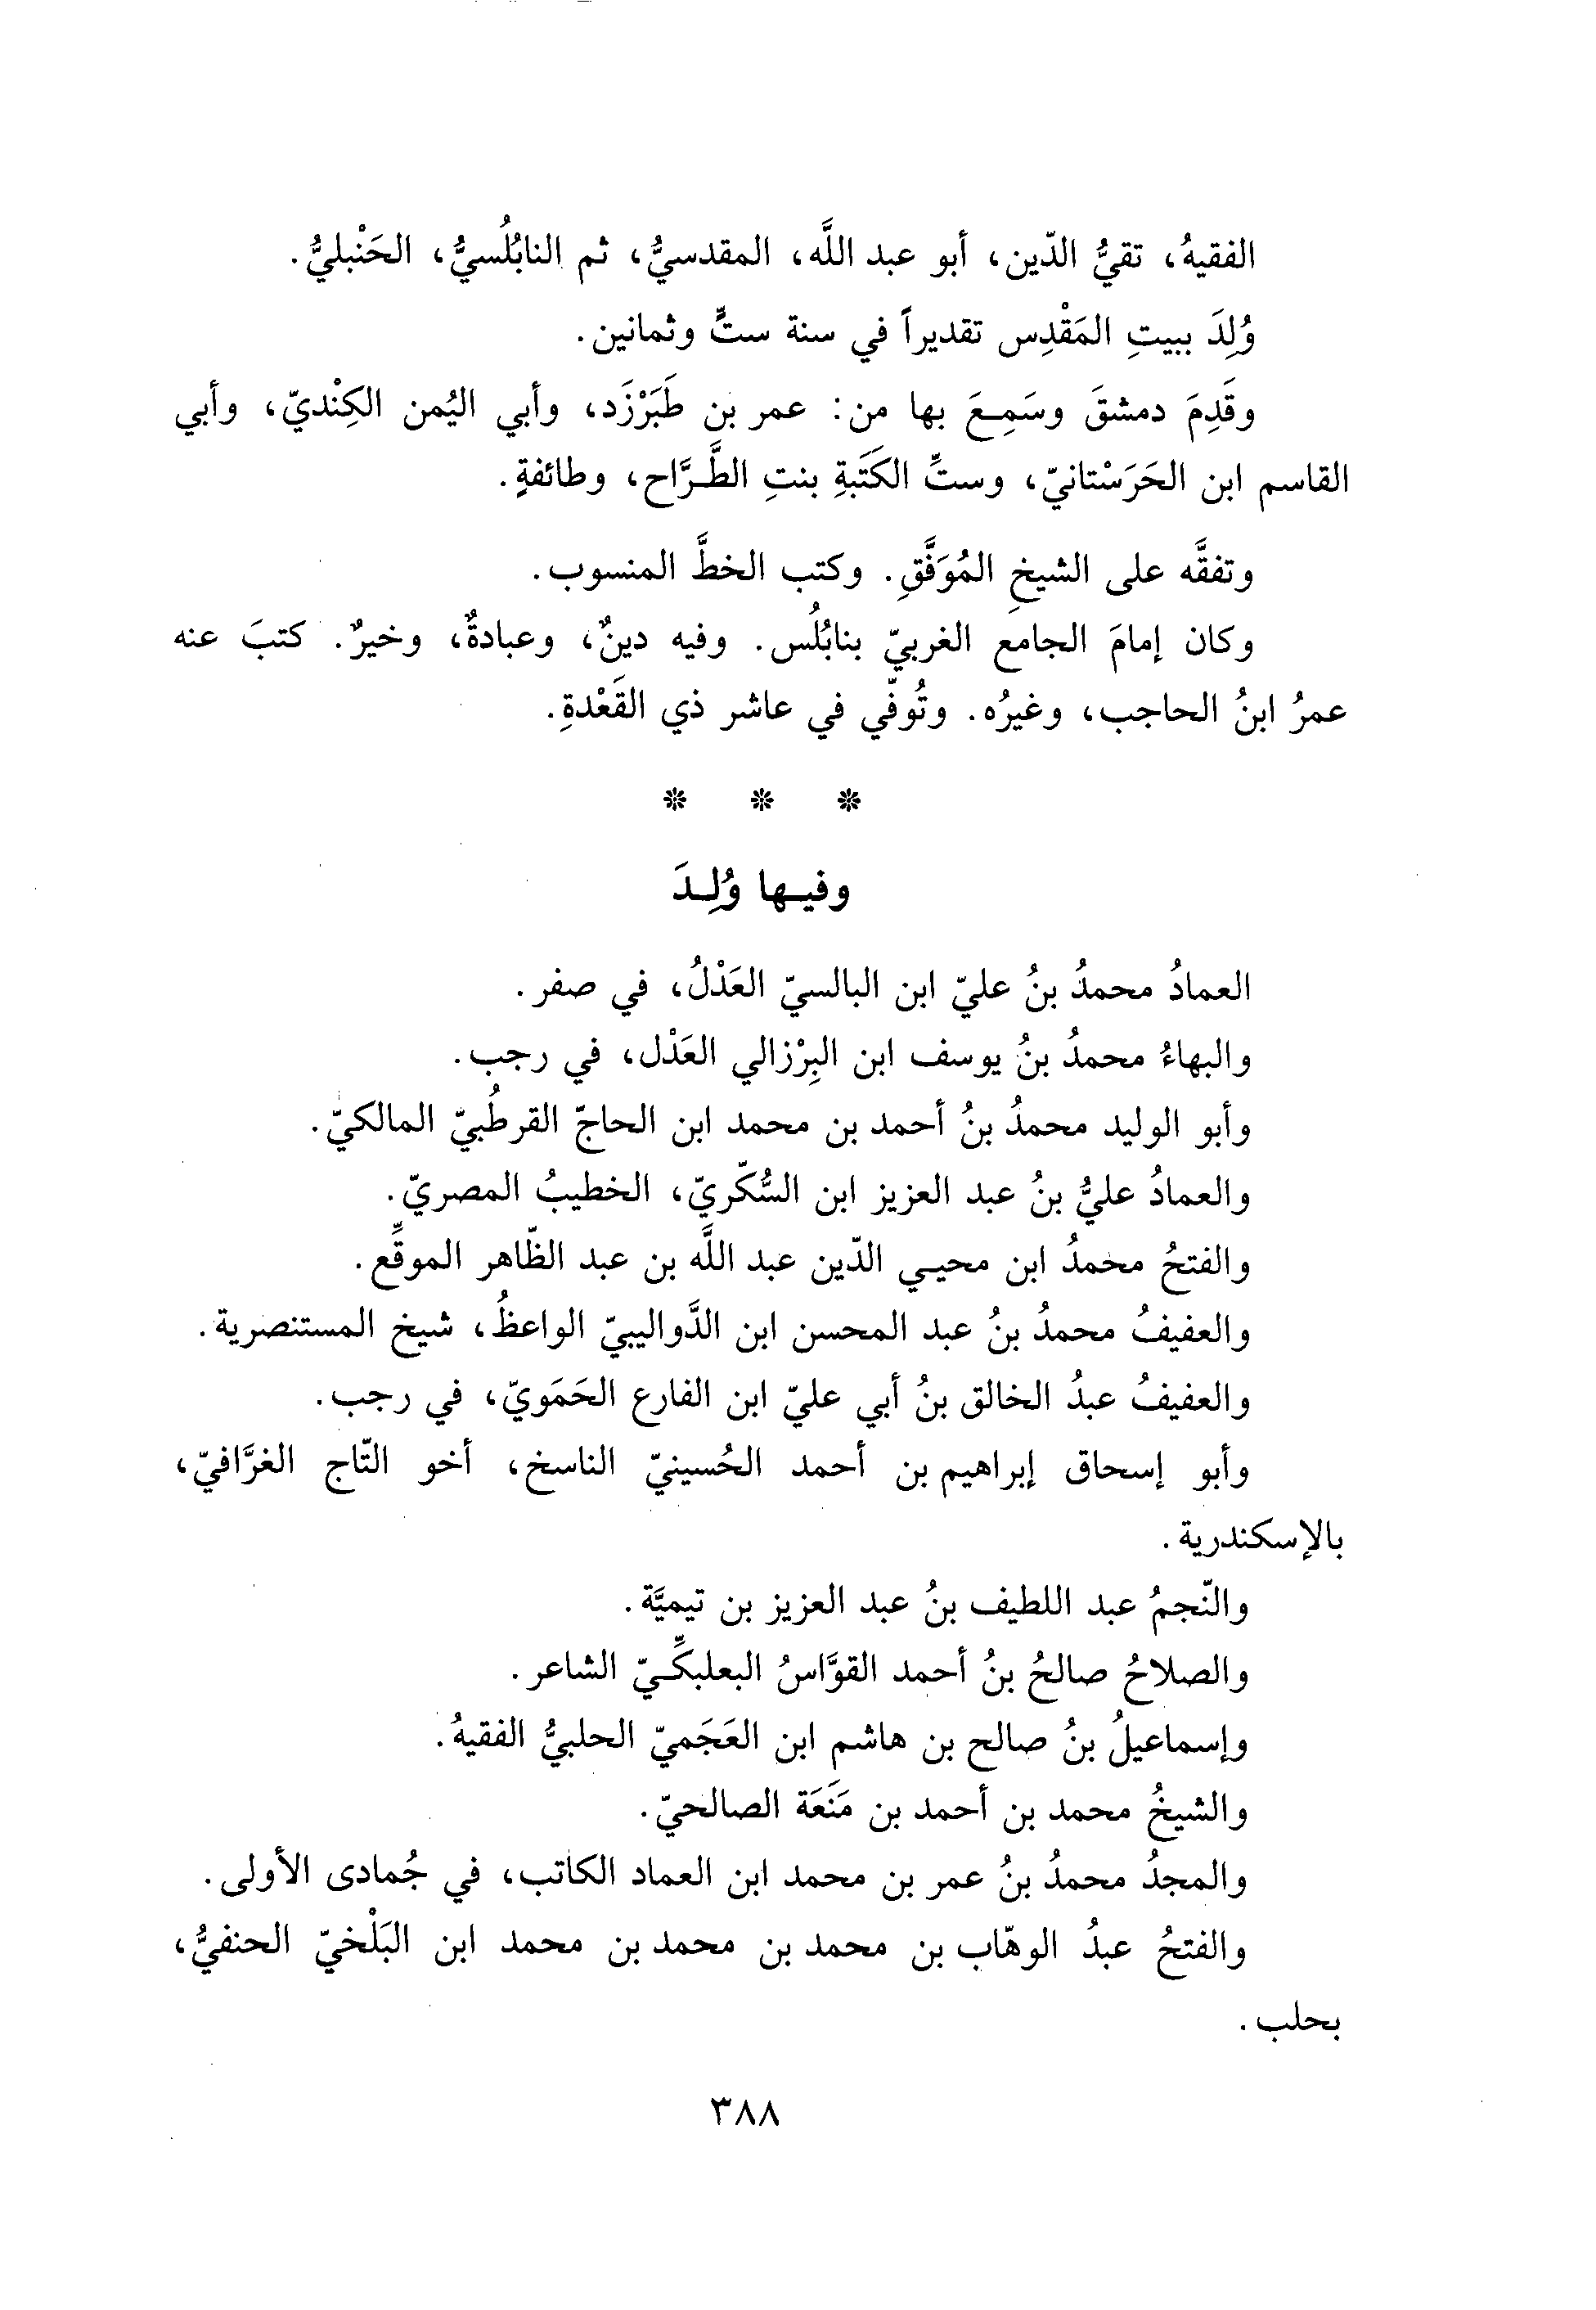 الفقيهُ، تقيُّ الدّين، أبو عبد اللَّه، المقدسيُّ، ثم النابُلُسيُّ، الحَنْبليُّ.
وُلِدَ ببيتِ المَقْدِس تقديراً في سنة ستٍّ وثمانين.
وقَدِمَ دمشقَ وسَمِعَ بها من: عمر بن طَبَرْزَد، وأبي اليُمن الكِنْديّ، وأبي
القاسم ابن الحَرَسْتانيّ، وستِّ الكَتَبةِ بنتِ الطَّرَّاح، وطائفةٍ.
وتفقَّه على الشيخِ المُوَفَّقِ. وكتب الخطَّ المنسوب.
وكان إمامَ الجامع الغربيّ بنابُلُس. وفيه دينٌ، وعبادةٌ، وخيرٌ. كتبَ عنه
عمرُ ابنُ الحاجب، وغيرُه. وتُوفّي في عاشر ذي القَعْدةِ.
* * *
وفيها وُلِدَ
العمادُ محمدُ بنُ عليّ ابن البالسيّ العَدْلُ، في صفر.
والبهاءُ محمدُ بنُ يوسف ابن البِرْزالي العَدْل، في رجب.
وأبو الوليد محمدُ بنُ أحمد بن محمد ابن الحاجّ القرطُبيّ المالكيّ.
والعمادُ عليُّ بنُ عبد العزيز ابن السُّكّريّ، الخطيبُ المصريّ.
والفتحُ محمدُ ابن محيي الدّين عبد اللَّه بن عبد الظّاهر الموقِّع.
والعفيفُ محمدُ بنُ عبد المحسن ابن الدَّواليبيّ الواعظُ، شيخ المستنصرية.
والعفيفُ عبدُ الخالق بنُ أبي عليّ ابن الفارع الحَمَويّ، في رجب.
وأبو إسحاق إبراهيم بن أحمد الحُسينيّ الناسخ، أخو التّاج الغرَّافيّ،
بالإسكندرية.
والنّجمُ عبد اللطيف بنُ عبد العزيز بن تيميَّة.
والصلاحُ صالحُ بنُ أحمد القوَّاسُ البعلبكِّيّ الشاعر.
وإسماعيلُ بنُ صالح بن هاشم ابن العَجَميّ الحلبيُّ الفقيهُ.
والشيخُ محمد بن أحمد بن مَنَعَة الصالحيّ.
والمجدُ محمدُ بنُ عمر بن محمد ابن العماد الكاتب، في جُمادى الأولى.
والفتحُ عبدُ الوهّاب بن محمد بن محمد بن محمد ابن البَلْخيّ الحنفيُّ،
بحلب.
٣٨٨